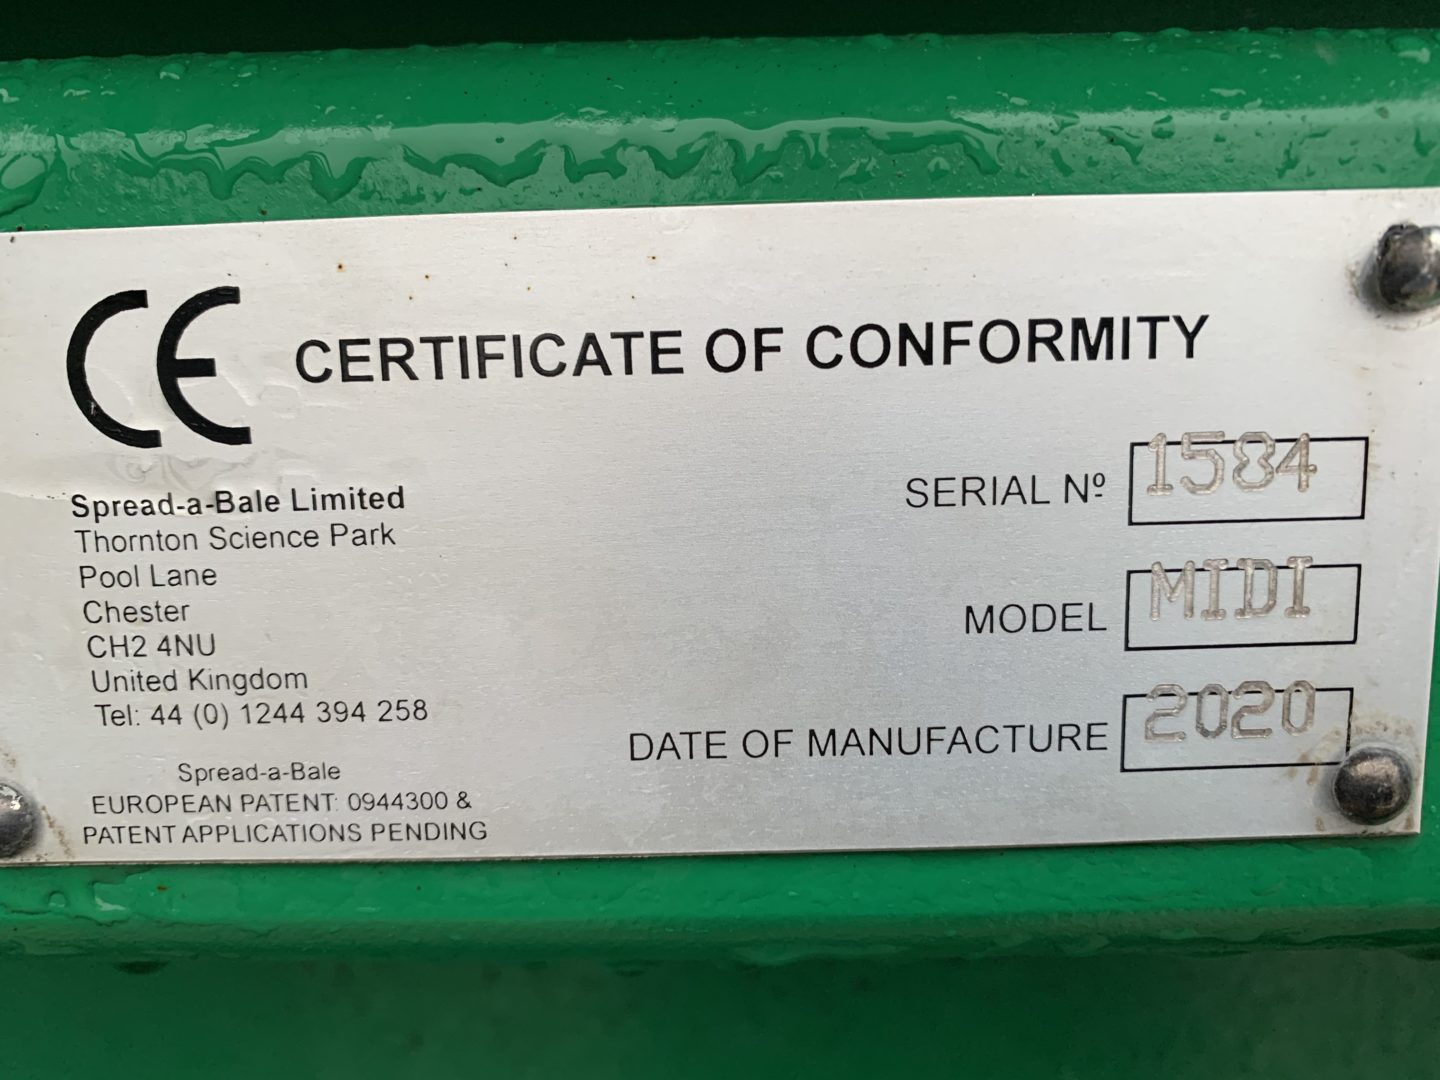 CE CERTIFICATE OF CONFORMITY
Spread-a-Bale Limited
Thornton Science Park
Pool Lane
Chester
CH2 4NU
United Kingdom
Tel: 44 (0) 1244 394 258
Spread-a-Bale
EUROPEAN PATENT: 0944300 &
PATENT APPLICATIONS PENDING
SERIAL Nº 1584
MODEL MIDI
DATE OF MANUFACTURE 2020